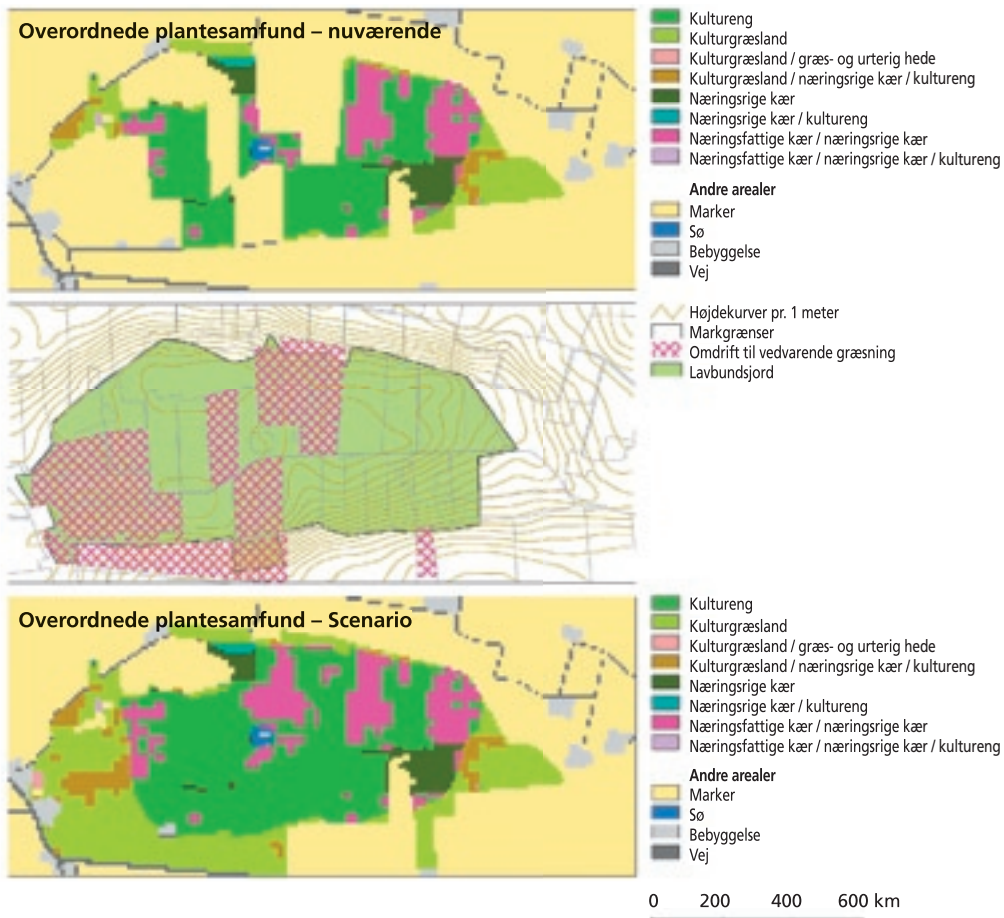 Overordnede plantesamfund – nuværende
Kultureng
Kulturgræsland
Kulturgræsland / græs- og urterig hede
Kulturgræsland / næringsrige kær / kultureng
Næringsrige kær
Næringsrige kær / kultureng
Næringsfattige kær / næringsrige kær
Næringsfattige kær / næringsrige kær / kultureng
Andre arealer
Marker
Sø
Bebyggelse
Vej
Højdekurver pr. 1 meter
Markgrænser
Omdrift til vedvarende græsning
Lavbundsjord
Overordnede plantesamfund – Scenario
Kultureng
Kulturgræsland
Kulturgræsland / græs- og urterig hede
Kulturgræsland / næringsrige kær / kultureng
Næringsrige kær
Næringsrige kær / kultureng
Næringsfattige kær / næringsrige kær
Næringsfattige kær / næringsrige kær / kultureng
Andre arealer
Marker
Sø
Bebyggelse
Vej
0 200 400 600 km